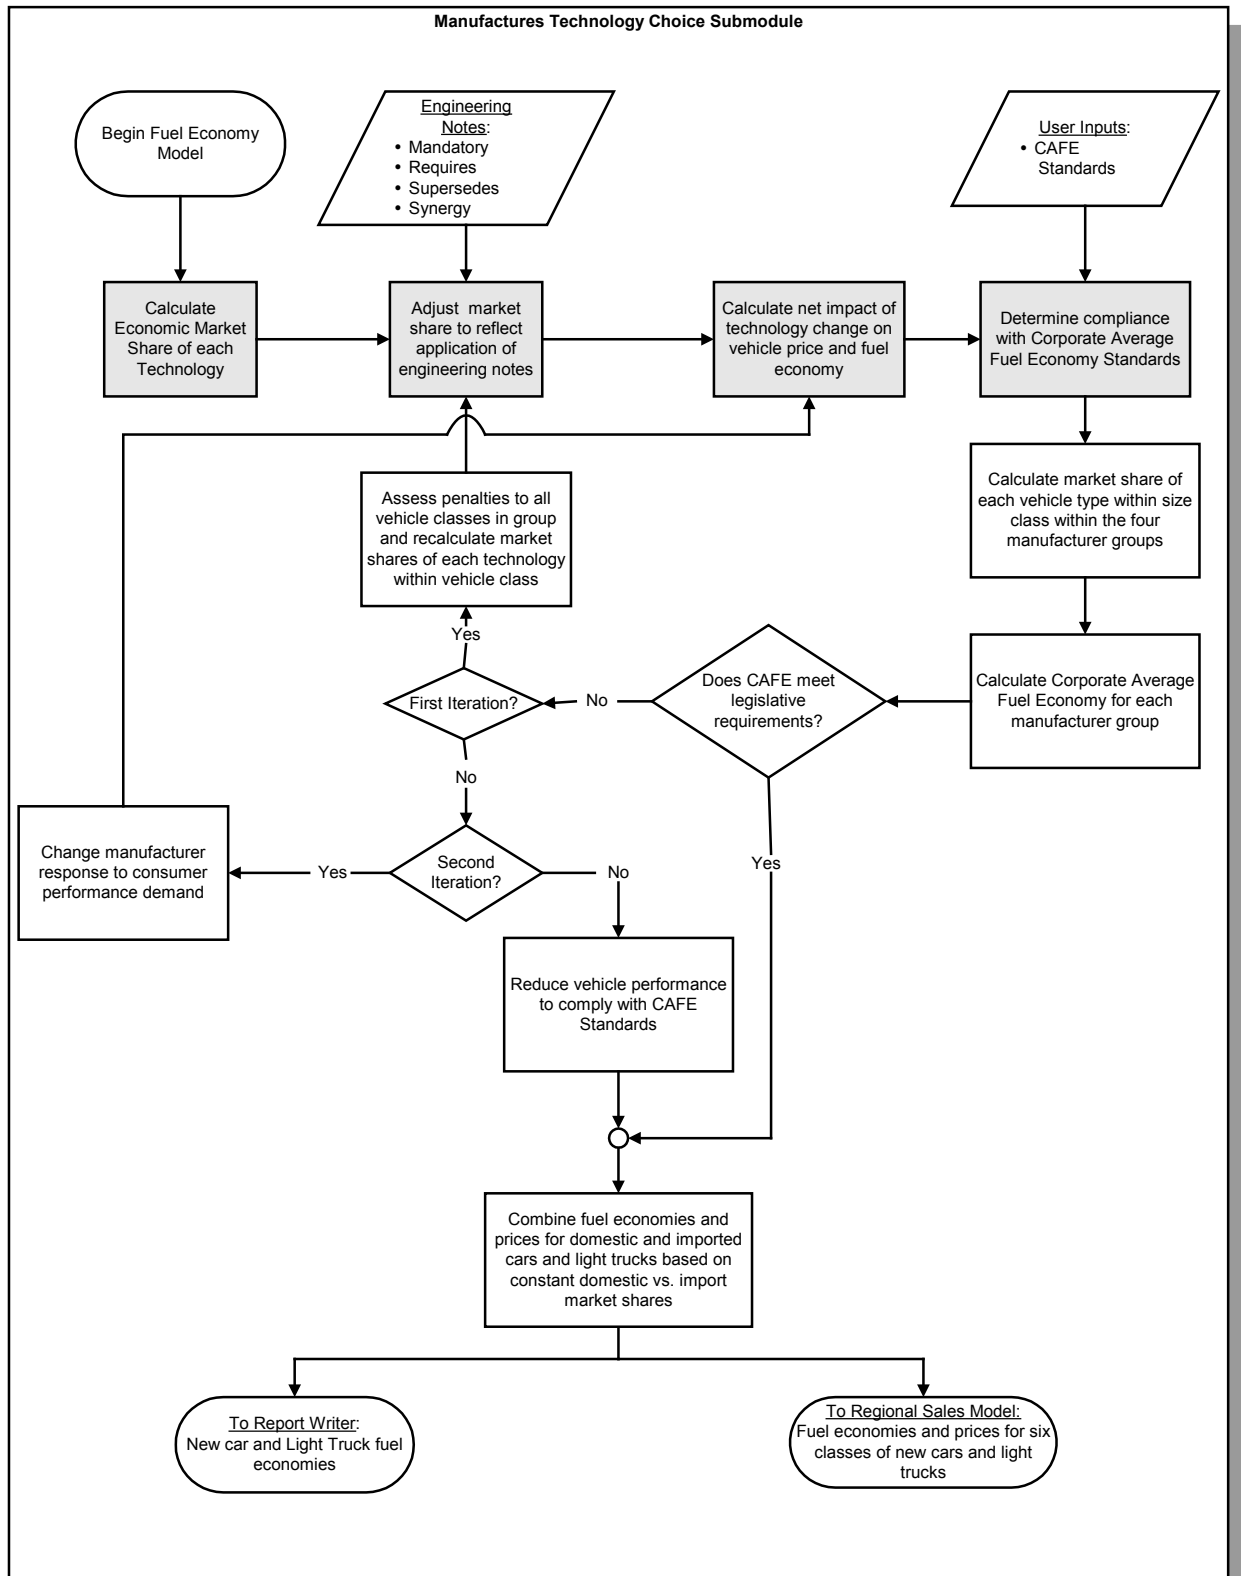 Manufactures Technology Choice Submodule
Begin Fuel Economy
Model
Engineering
Notes:
• Mandatory
• Requires
• Supersedes
• Synergy
User Inputs:
• CAFE
Standards
Calculate
Economic Market
Share of each
Technology
Adjust market
share to reflect
application of
engineering notes
Calculate net impact of
technology change on
vehicle price and fuel
economy
Determine compliance
with Corporate Average
Fuel Economy Standards
Assess penalties to all
vehicle classes in group
and recalculate market
shares of each technology
within vehicle class
Calculate market share of
each vehicle type within size
class within the four
manufacturer groups
Yes
First Iteration?
No
Does CAFE meet
legislative
requirements?
Calculate Corporate Average
Fuel Economy for each
manufacturer group
No
Change manufacturer
response to consumer
performance demand
Yes
Second
Iteration?
No
Yes
Reduce vehicle performance
to comply with CAFE
Standards
Combine fuel economies and
prices for domestic and imported
cars and light trucks based on
constant domestic vs. import
market shares
To Report Writer:
New car and Light Truck fuel
economies
To Regional Sales Model:
Fuel economies and prices for six
classes of new cars and light
trucks